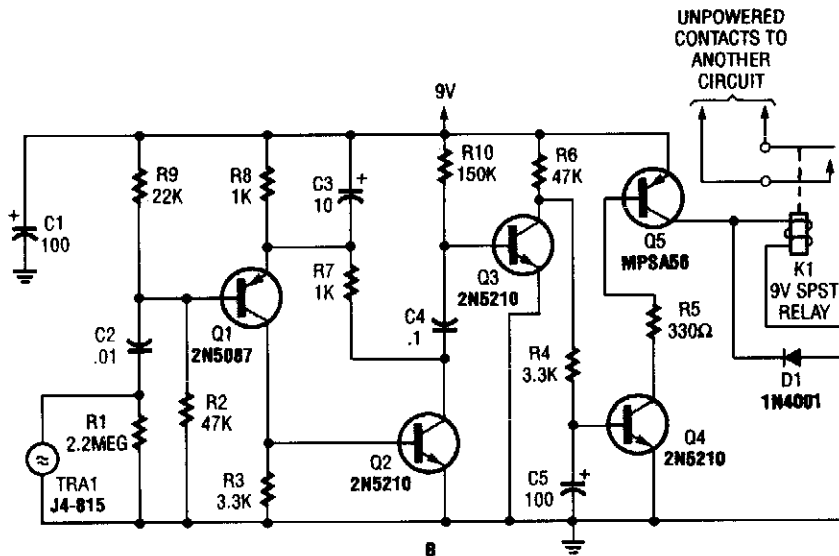 UNPOWERED
CONTACTS TO
ANOTHER
CIRCUIT
9V
R9
22K
R8
1K
C3
10
+
R10
150K
R6
47K
+
C1
100
Q5
MPSA56
K1
9V SPST
RELAY
R7
1K
C4
.1
Q3
2N5210
C2
.01
Q1
2N5087
R4
3.3K
R5
330Ω
D1
1N4001
R1
2.2MEG
R2
47K
TRA1
J4-815
R3
3.3K
Q2
2N5210
C5
100
+
Q4
2N5210
B